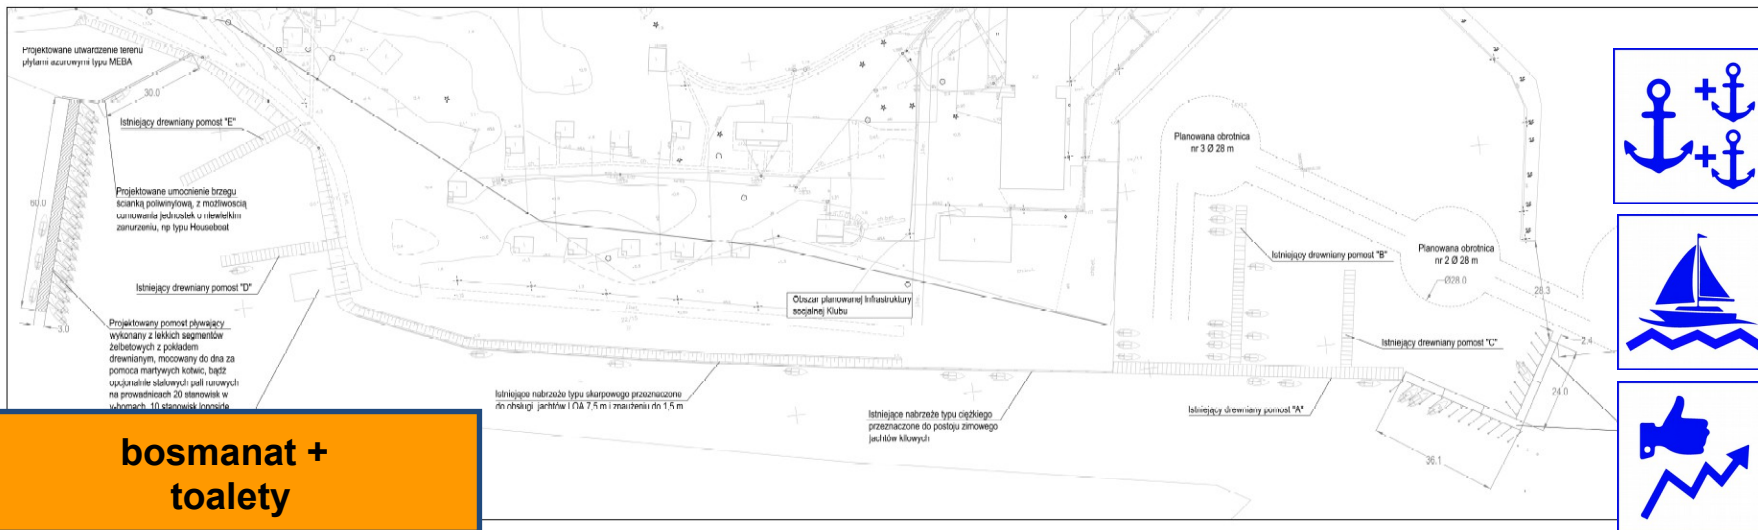 Projektowane utwardzenie terenu
płytami ażurowymi typu MEBA
30.0
Istniejący drewniany pomost "E"
Projektowane umocnienie brzegu
ścianką poliwinylową, z możliwością
cumowania jednostek o niewielkim
zanurzeniu, np typu Houseboat
60.0
Istniejący drewniany pomost "D"
3.0
Projektowany pomost pływający
wykonany z lekkich segmentów
żelbetowych z pokładem
drewnianym, mocowany do dna za
pomocą martwych kotwic, bądź
opcjonalnie stalowych pali rurowych
na prowadnicach 20 stanowisk w
y-bomach, 10 stanowisk longside
Istniejące nabrzeże typu skarpowego przeznaczone
do obsługi jachtów LOA 7,5 m i zanurzeniu do 1,5 m
Obszar planowanej Infrastruktury
socjalnej Klubu
Istniejące nabrzeże typu ciężkiego
przeznaczone do postoju zimowego
jachtów kilowych
Planowana obrotnica
nr 3 Ø 28 m
Istniejący drewniany pomost "B"
Planowana obrotnica
nr 2 Ø 28 m
Ø28.0
28.3
Istniejący drewniany pomost "C"
2.4
Istniejący drewniany pomost "A"
24.0
36.1
bosmanat +
toalety